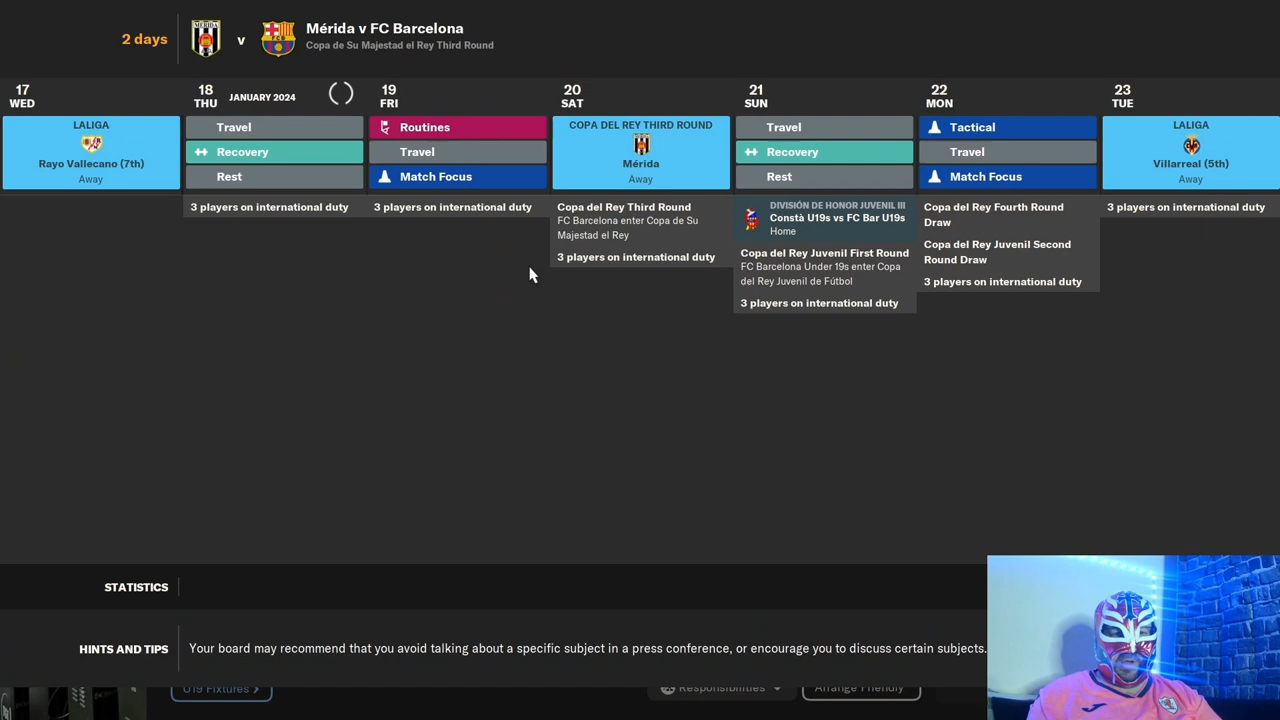 2 days
v
Mérida v FC Barcelona
Copa de Su Majestad el Rey Third Round
17
WED
18
THU
JANUARY 2024
19
FRI
20
SAT
21
SUN
22
MON
23
TUE
LALIGA
Rayo Vallecano (7th)
Away
Travel
Recovery
Rest
3 players on international duty
Routines
Travel
Match Focus
3 players on international duty
COPA DEL REY THIRD ROUND
Mérida
Away
Copa del Rey Third Round
FC Barcelona enter Copa de Su
Majestad el Rey
3 players on international duty
Travel
Recovery
Rest
DIVISIÓN DE HONOR JUVENIL III
Constà U19s vs FC Bar U19s
Home
Copa del Rey Juvenil First Round
FC Barcelona Under 19s enter Copa
del Rey Juvenil de Fútbol
3 players on international duty
Tactical
Travel
Match Focus
Copa del Rey Fourth Round
Draw
Copa del Rey Juvenil Second
Round Draw
3 players on international duty
LALIGA
Villarreal (5th)
Away
3 players on international duty
STATISTICS
HINTS AND TIPS
Your board may recommend that you avoid talking about a specific subject in a press conference, or encourage you to discuss certain subjects.
U19 Fixtures >
Responsibilities
Arrange Friendly